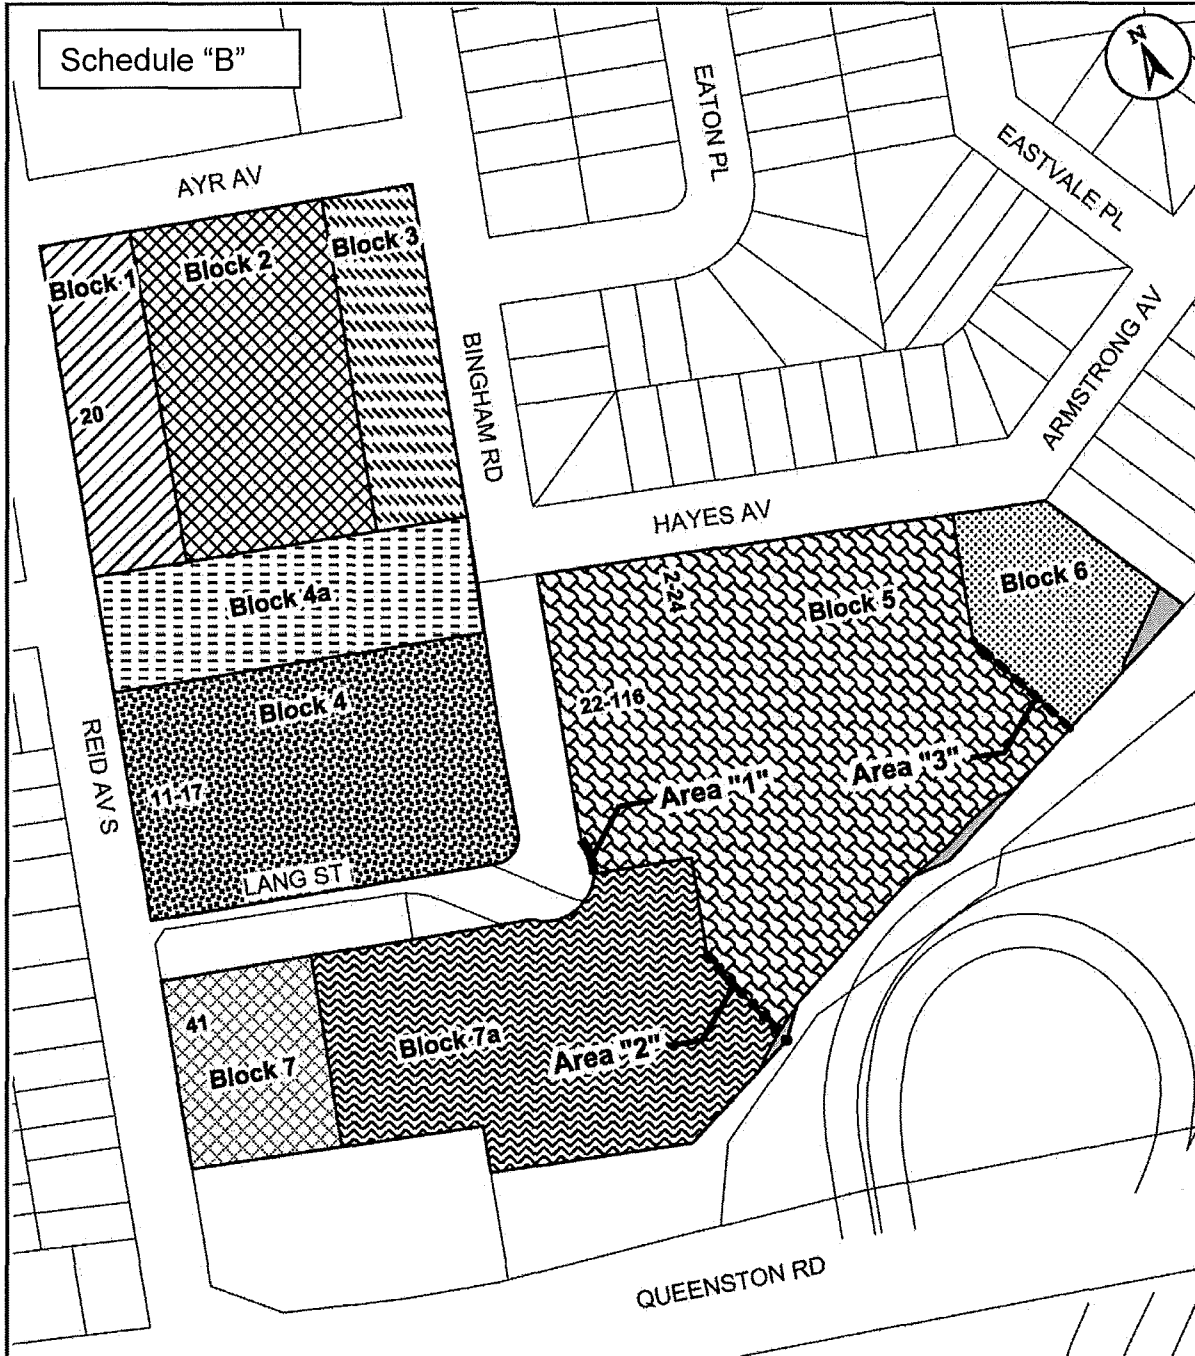 Schedule "B"
N
EATON PL
EASTVALE PL
AYR AV
Block 1
Block 2
Block 3
ARMSTRONG AV
BINGHAM RD
20
HAYES AV
Block 4a
2-24
Block 5
Block 6
Block 4
22-116
REID AV S
11-17
Area "1"
Area "3"
LANG ST
41
Block 7
Block 7a
Area "2"
QUEENSTON RD